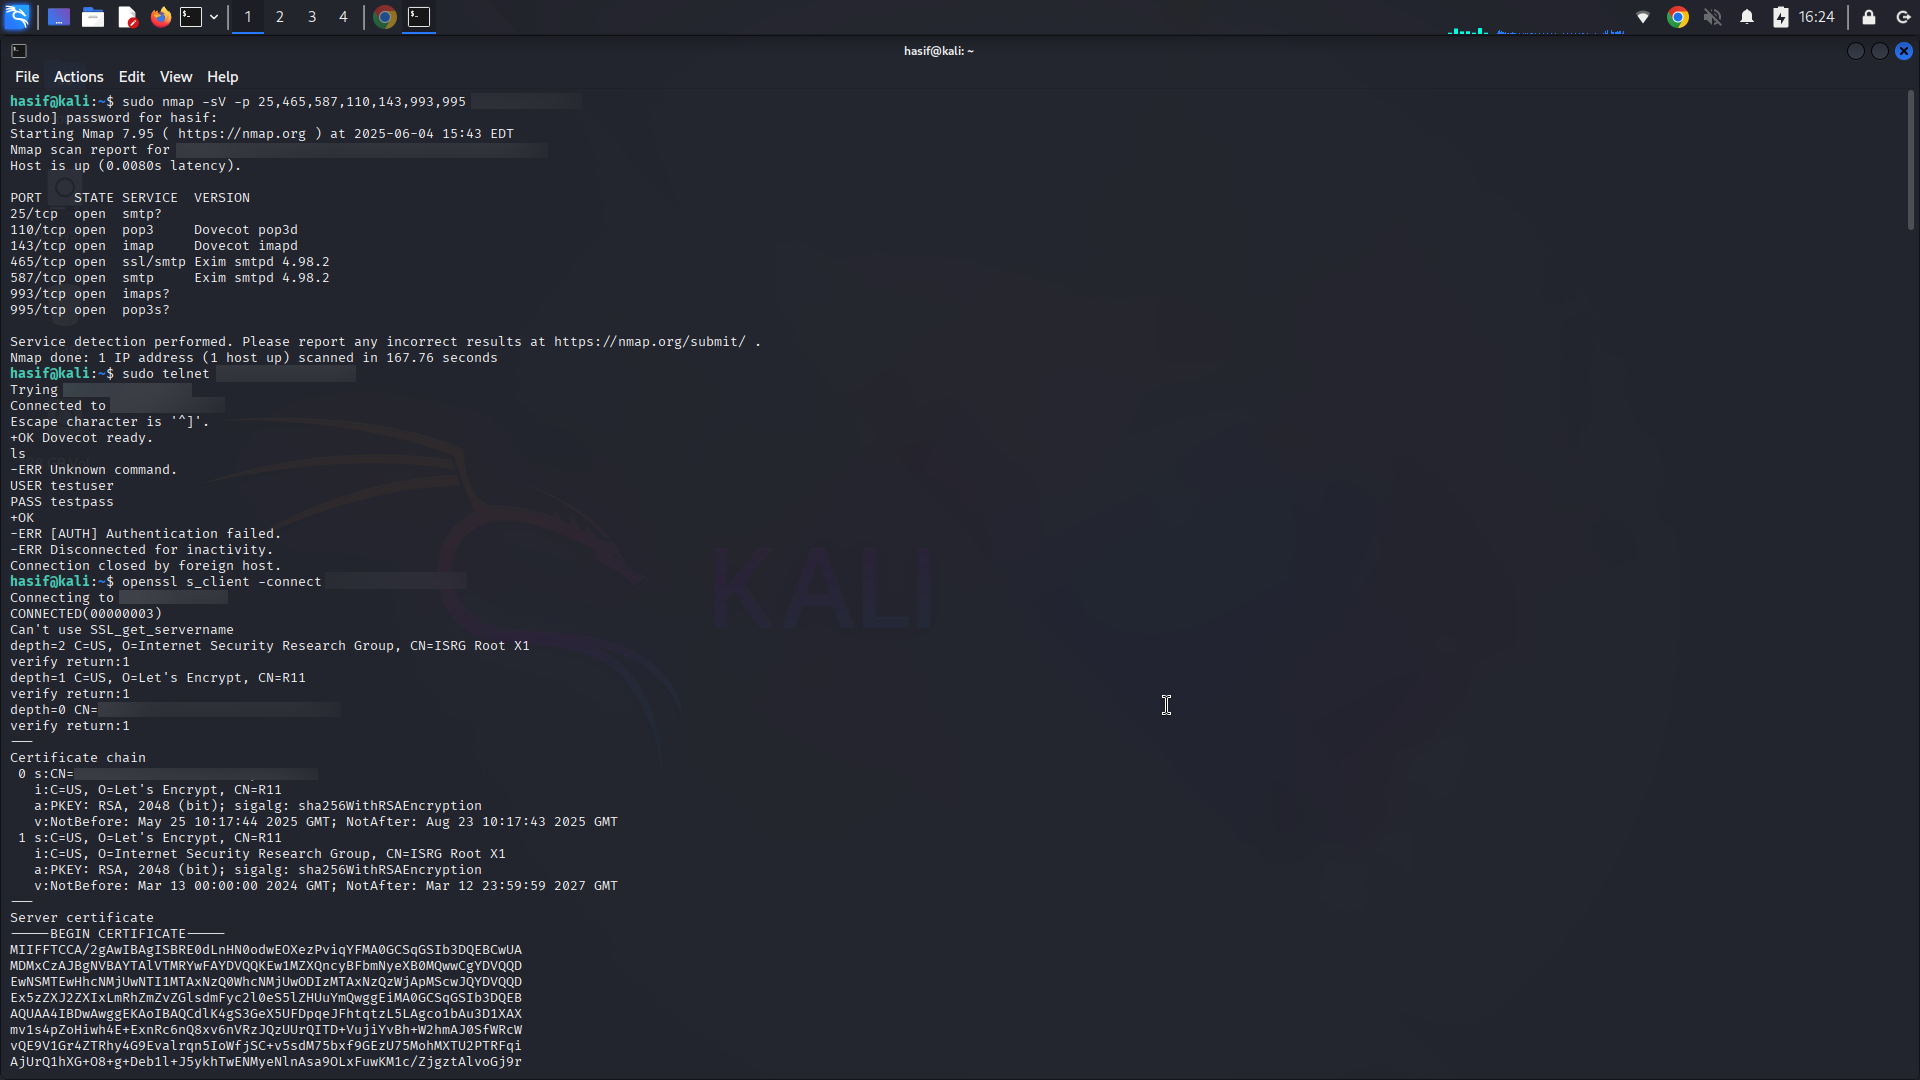 1 2 3 4
16:24
hasif@kali: ~
File Actions Edit View Help
hasif@kali:~$ sudo nmap -sV -p 25,465,587,110,143,993,995
[sudo] password for hasif:
Starting Nmap 7.95 ( https://nmap.org ) at 2025-06-04 15:43 EDT
Nmap scan report for
Host is up (0.0080s latency).
PORT STATE SERVICE VERSION
25/tcp open smtp?
110/tcp open pop3 Dovecot pop3d
143/tcp open imap Dovecot imapd
465/tcp open ssl/smtp Exim smtpd 4.98.2
587/tcp open smtp Exim smtpd 4.98.2
993/tcp open imaps?
995/tcp open pop3s?
Service detection performed. Please report any incorrect results at https://nmap.org/submit/ .
Nmap done: 1 IP address (1 host up) scanned in 167.76 seconds
hasif@kali:~$ sudo telnet
Trying
Connected to
Escape character is '^]'.
+OK Dovecot ready.
ls
-ERR Unknown command.
USER testuser
PASS testpass
+OK
-ERR [AUTH] Authentication failed.
-ERR Disconnected for inactivity.
Connection closed by foreign host.
hasif@kali:~$ openssl s_client -connect
Connecting to
CONNECTED(00000003)
Can't use SSL_get_servername
depth=2 C=US, O=Internet Security Research Group, CN=ISRG Root X1
verify return:1
depth=1 C=US, O=Let's Encrypt, CN=R11
verify return:1
depth=0 CN=
verify return:1
---
Certificate chain
0 s:CN=
i:C=US, O=Let's Encrypt, CN=R11
a:PKEY: RSA, 2048 (bit); sigalg: sha256WithRSAEncryption
v:NotBefore: May 25 10:17:44 2025 GMT; NotAfter: Aug 23 10:17:43 2025 GMT
1 s:C=US, O=Let's Encrypt, CN=R11
i:C=US, O=Internet Security Research Group, CN=ISRG Root X1
a:PKEY: RSA, 2048 (bit); sigalg: sha256WithRSAEncryption
v:NotBefore: Mar 13 00:00:00 2024 GMT; NotAfter: Mar 12 23:59:59 2027 GMT
---
Server certificate
-----BEGIN CERTIFICATE-----
MIIFFTCCA/2gAwIBAgISBRE0dLnHN0odwEOXezPviqYFMA0GCSqGSIb3DQEBCwUA
MDMxCzAJBgNVBAYTAlVTMRYwFAYDVQQKEw1MZXQncyBFbmNyeXB0MQwwCgYDVQQD
EwNSMTEwHhcNMjUwNTI1MTAxNzQ0WhcNMjUwODIzMTAxNzQzWjApMScwJQYDVQQD
Ex5zZXJ2ZXIxLmRhZmZvZGlsdmFyc2l0eS5lZHUuYmQwggEiMA0GCSqGSIb3DQEB
AQUAA4IBDwAwggEKAoIBAQCdlK4gS3GeX5UFDpqeJFhtqtzL5LAgco1bAu3D1XAX
mv1s4pZoHiwh4E+ExnRc6nQ8xv6nVRzJQzUUrQITD+VujiYvBh+W2hmAJ0SfWRcW
vQE9V1Gr4ZTRhy4G9Evalrqn5IoWfjSC+v5sdM75bxf9GEzU75MohMXTU2PTRFqi
AjUrQ1hXG+O8+g+Deb1l+J5ykhTwENMyeNlnAsa9OLxFuwKM1c/ZjgztAlvoGj9r
KALI